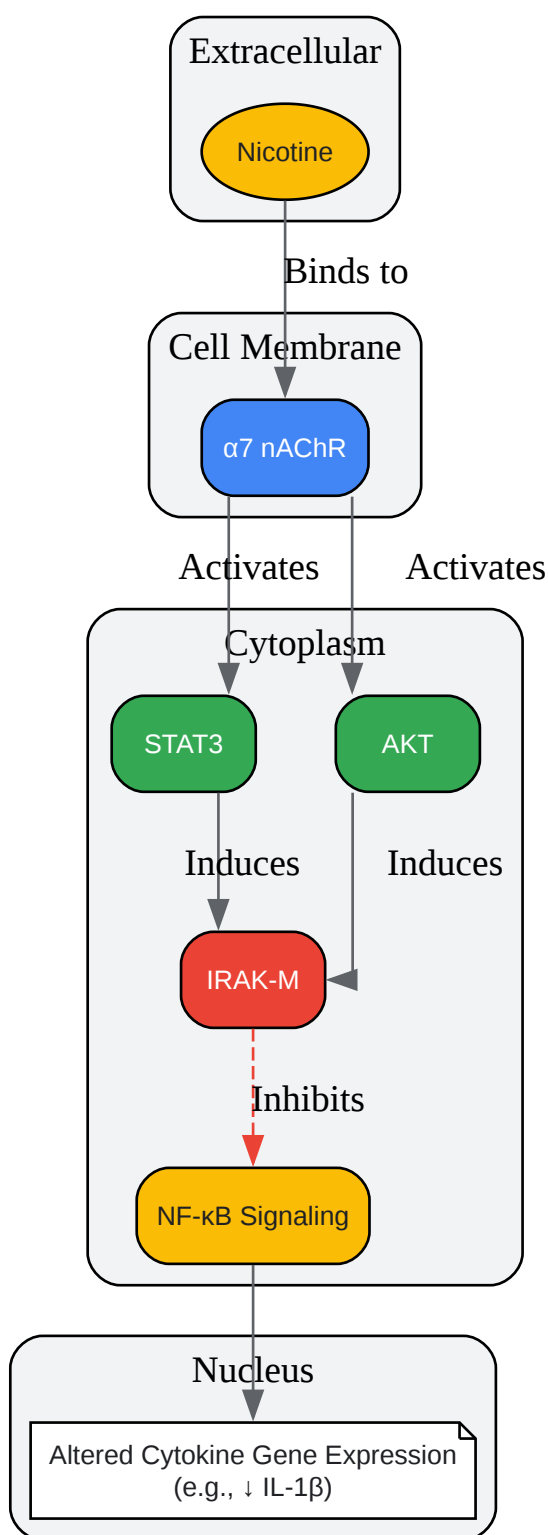 Extracellular
Nicotine
Binds to
Cell Membrane
α7 nAChR
Activates
Activates
Cytoplasm
STAT3
AKT
Induces
Induces
IRAK-M
Inhibits
NF-κB Signaling
Nucleus
Altered Cytokine Gene Expression
(e.g., ↓ IL-1β)